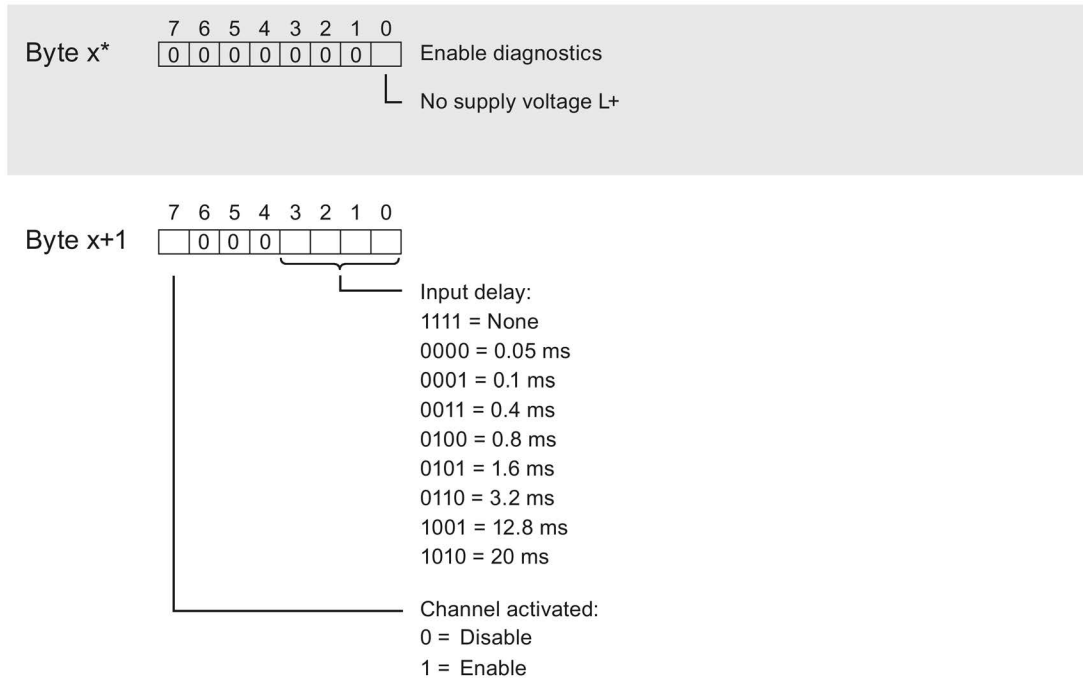 7 6 5 4 3 2 1 0
Byte x* 0 0 0 0 0 0 0 Enable diagnostics
No supply voltage L+
7 6 5 4 3 2 1 0
Byte x+1 0 0 0
Input delay:
1111 = None
0000 = 0.05 ms
0001 = 0.1 ms
0011 = 0.4 ms
0100 = 0.8 ms
0101 = 1.6 ms
0110 = 3.2 ms
1001 = 12.8 ms
1010 = 20 ms
Channel activated:
0 = Disable
1 = Enable